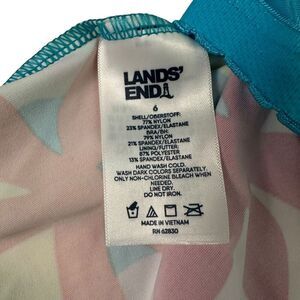 LANDS'
END
6
SHELL/OBERSTOFF:
77% NYLON
23% SPANDEX/ELASTANE
BRA/BH:
79% NYLON
21% SPANDEX/ELASTANE
LINING/FUTTER:
87% POLYESTER
13% SPANDEX/ELASTANE
HAND WASH COLD.
WASH DARK COLORS SEPARATELY.
ONLY NON-CHLORINE BLEACH WHEN
NEEDED.
LINE DRY.
DO NOT IRON.
MADE IN VIETNAM
RN 62830